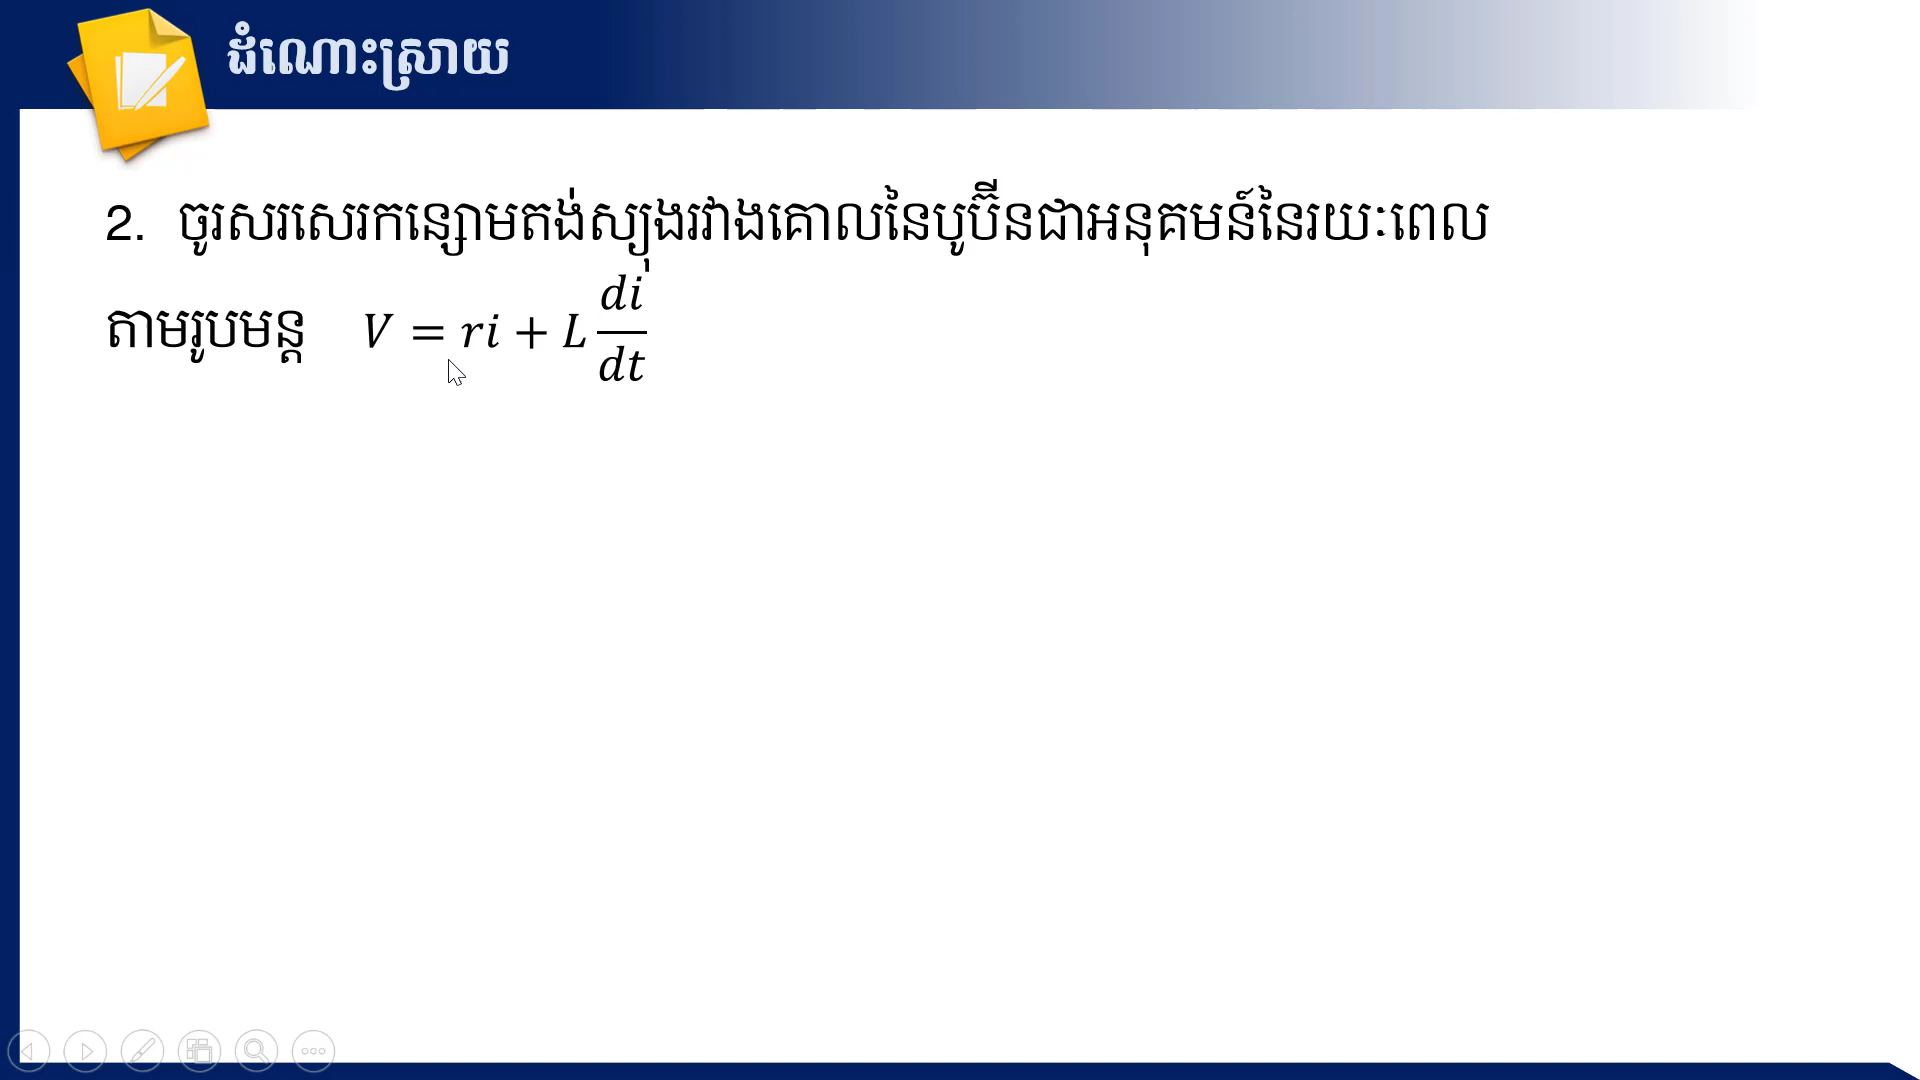 ដំណោះស្រាយ
2. ចូរសរសេរកន្សោមតង់ស្យុងរវាងគោលនៃបូប៊ីនជាអនុគមន៍នៃរយៈពេល
តាមរូបមន្ត V = ri + L di/dt